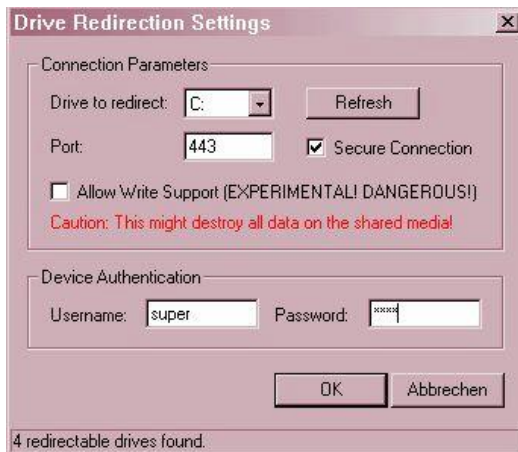 Drive Redirection Settings
Connection Parameters
Drive to redirect: C: Refresh
Port: 443 Secure Connection
Allow Write Support (EXPERIMENTAL! DANGEROUS!)
Caution: This might destroy all data on the shared media!
Device Authentication
Username: super Password: ****
OK Abbrechen
4 redirectable drives found.